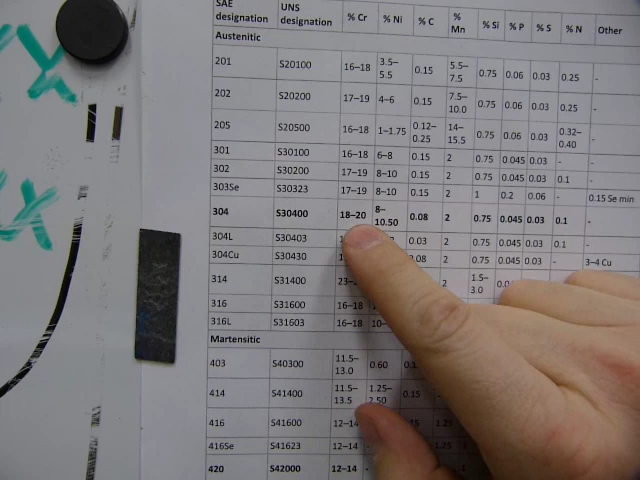 SAE designation UNS designation % Cr % Ni % C % Mn % Si % P % S % N Other
Austenitic
201 S20100 16–18 3.5–5.5 0.15 5.5–7.5 0.75 0.06 0.03 0.25 -
202 S20200 17–19 4–6 0.15 7.5–10.0 0.75 0.06 0.03 0.25 -
205 S20500 16–18 1–1.75 0.12–0.25 14–15.5 0.75 0.06 0.03 0.32–0.40 -
301 S30100 16–18 6–8 0.15 2 0.75 0.045 0.03 - -
302 S30200 17–19 8–10 0.15 2 0.75 0.045 0.03 0.1 -
303Se S30323 17–19 8–10 0.15 2 1 0.2 0.06 - 0.15 Se min
304 S30400 18–20 8–10.50 0.08 2 0.75 0.045 0.03 0.1 -
304L S30403 0.03 2 0.75 0.045 0.03 0.1 -
304Cu S30430 0.08 2 0.75 0.045 0.03 - 3–4 Cu
314 S31400 2 1.5–3.0
316 S31600 16–18
316L S31603 16–18 10–
Martensitic
403 S40300 11.5–13.0 0.60
414 S41400 11.5–13.5 1.25–2.50 0.15
416 S41600 12–14 1.25
416Se S41623 12–14 1.25
420 S42000 12–14 -